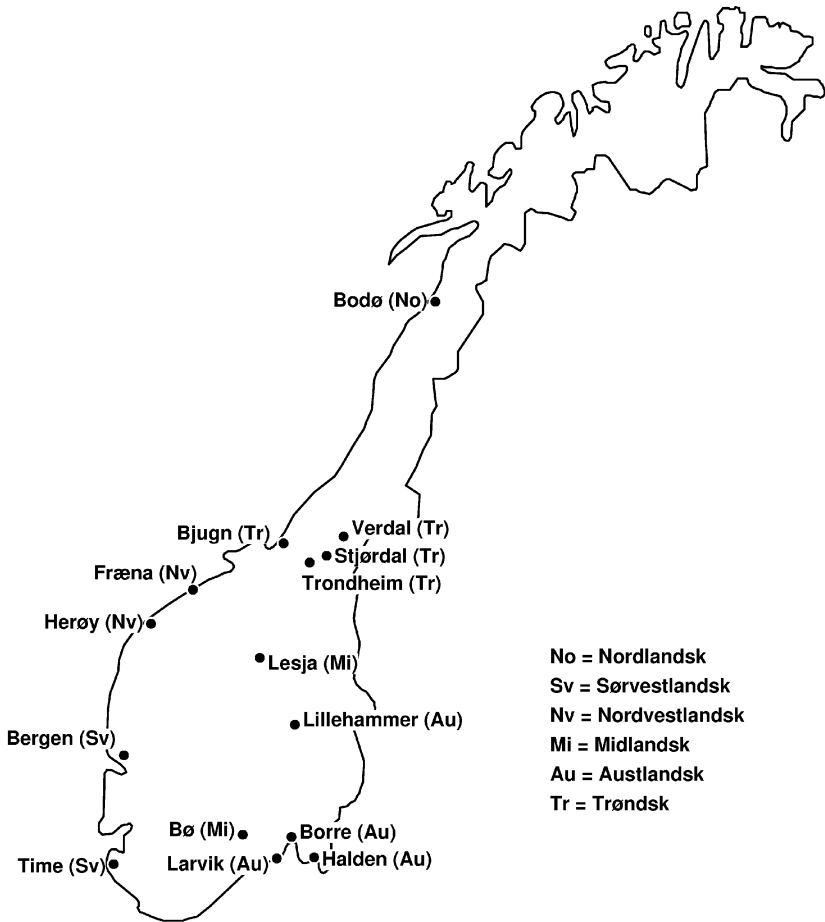 Bodø (No)
Verdal (Tr)
Bjugn (Tr)
Stjørdal (Tr)
Fræna (Nv)
Trondheim (Tr)
Herøy (Nv)
Lesja (Mi)
Lillehammer (Au)
Bergen (Sv)
Bø (Mi)
Borre (Au)
Larvik (Au)
Halden (Au)
Time (Sv)
No = Nordlandsk
Sv = Sørvestlandsk
Nv = Nordvestlandsk
Mi = Midlandsk
Au = Austlandsk
Tr = Trøndsk